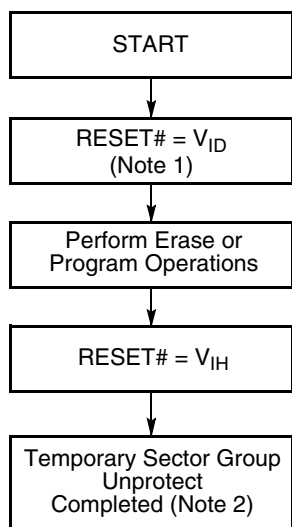 START
RESET# = VID
(Note 1)
Perform Erase or
Program Operations
RESET# = VIH
Temporary Sector Group
Unprotect
Completed (Note 2)